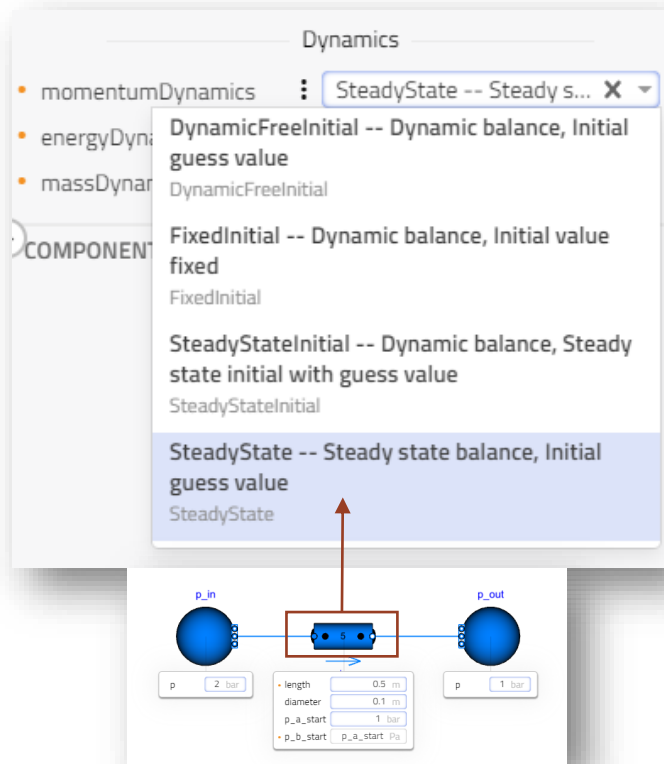 Dynamics
momentumDynamics SteadyState -- Steady s...
energyDyna
massDynar
COMPONENT
DynamicFreeInitial -- Dynamic balance, Initial
guess value
DynamicFreeInitial
FixedInitial -- Dynamic balance, Initial value
fixed
FixedInitial
SteadyStateInitial -- Dynamic balance, Steady
state initial with guess value
SteadyStateInitial
SteadyState -- Steady state balance, Initial
guess value
SteadyState
p_in
p_out
5
p 2 bar
length 0.5 m
diameter 0.1 m
p_a_start 1 bar
p_b_start p_a_start Pa
p 1 bar